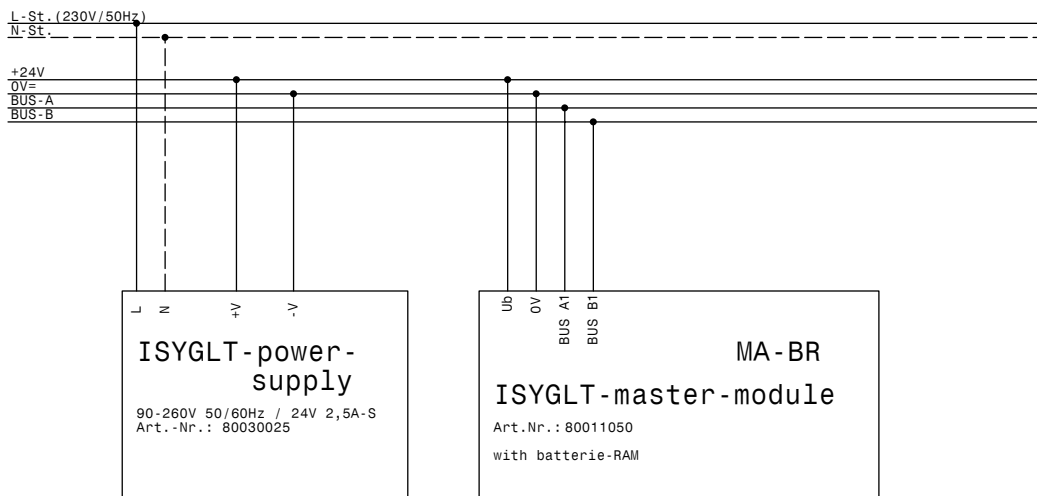 L-St.(230V/50Hz)
N-St.
+24V
0V=
BUS-A
BUS-B
L
N
+V
-V
Ub
0V
BUS A1
BUS B1
ISYGLT-power-
supply
90-260V 50/60Hz / 24V 2,5A-S
Art.-Nr.: 80030025
MA-BR
ISYGLT-master-module
Art.Nr.:80011050
with batterie-RAM